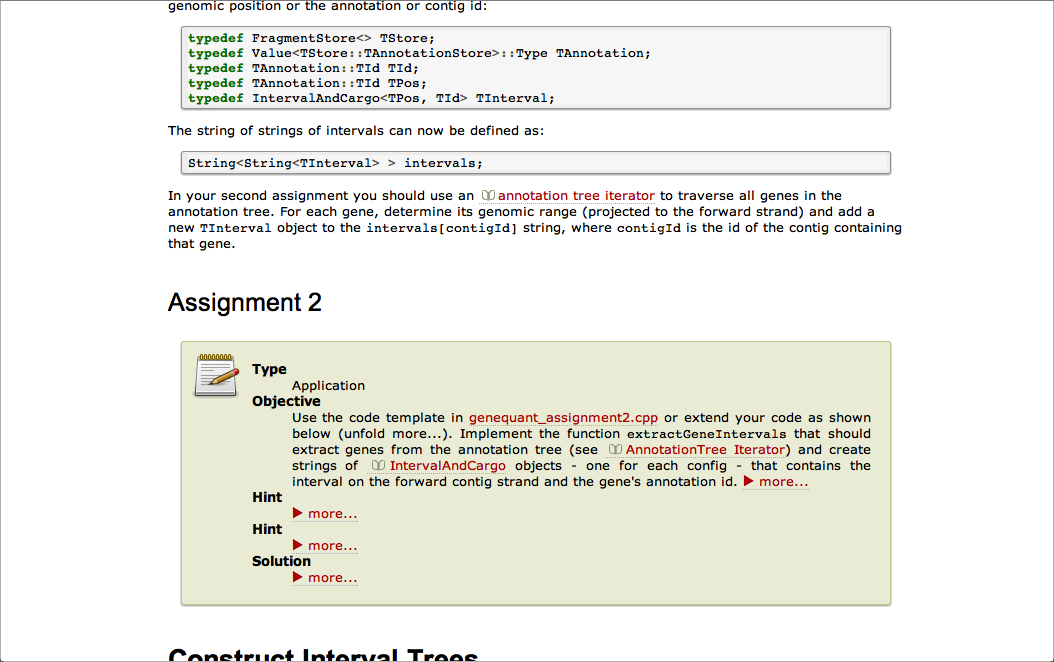 genomic position or the annotation or contig id:
typedef FragmentStore<> TStore;
typedef Value<TStore::TAnnotationStore>::Type TAnnotation;
typedef TAnnotation::TId TId;
typedef TAnnotation::TId TPos;
typedef IntervalAndCargo<TPos, TId> TInterval;
The string of strings of intervals can now be defined as:
String<String<TInterval> > intervals;
In your second assignment you should use an annotation tree iterator to traverse all genes in the
annotation tree. For each gene, determine its genomic range (projected to the forward strand) and add a
new TInterval object to the intervals[contigId] string, where contigId is the id of the contig containing
that gene.
Assignment 2
Type
Application
Objective
Use the code template in genequant_assignment2.cpp or extend your code as shown
below (unfold more...). Implement the function extractGeneIntervals that should
extract genes from the annotation tree (see AnnotationTree Iterator) and create
strings of IntervalAndCargo objects - one for each config - that contains the
interval on the forward contig strand and the gene's annotation id. more...
Hint
more...
Hint
more...
Solution
more...
Construct Interval Trees